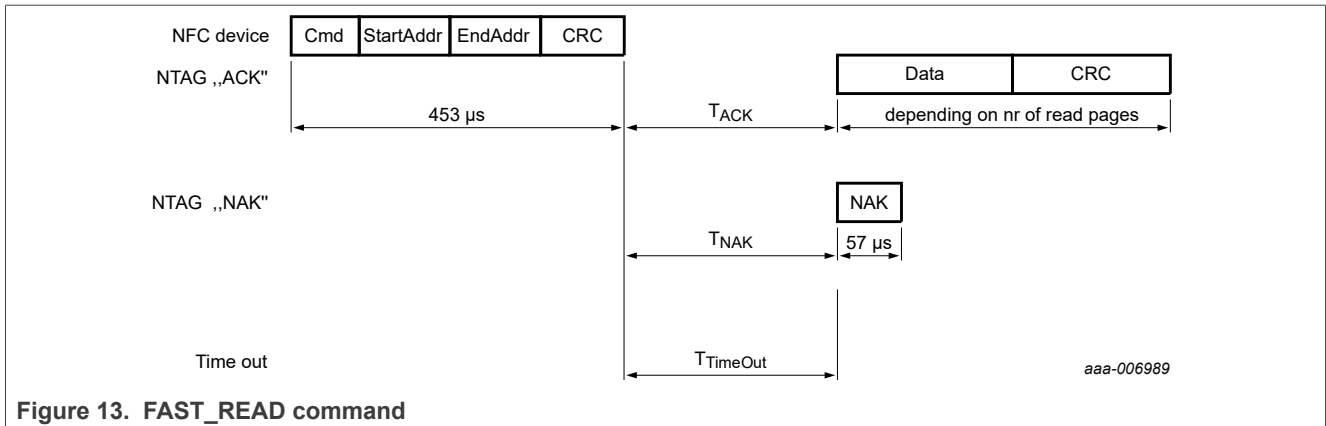 NFC device Cmd StartAddr EndAddr CRC
NTAG ,,ACK" Data CRC
453 µs TACK depending on nr of read pages
NTAG ,,NAK" NAK
TNAK 57 µs
Time out TTimeOut aaa-006989
Figure 13. FAST_READ command